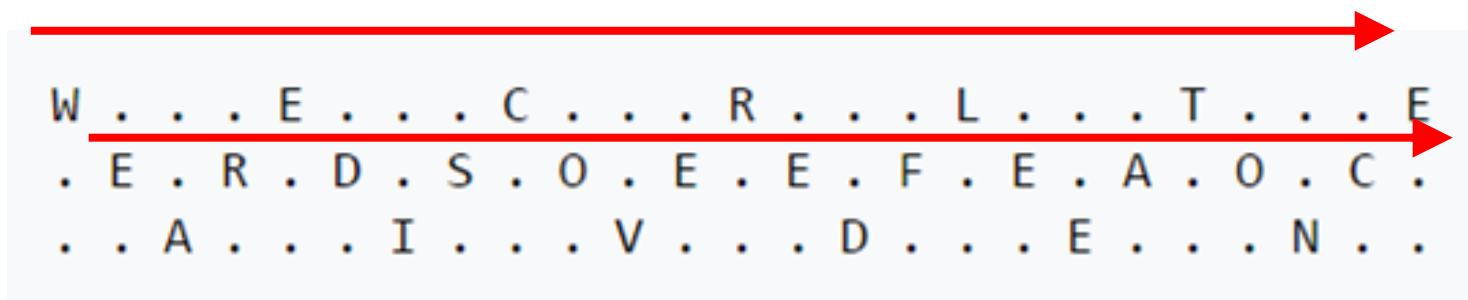 W . . . E . . . C . . . R . . . L . . . T . . . E
. E . R . D . S . O . E . E . F . E . A . O . C .
. . A . . . I . . . V . . . D . . . E . . . N . .